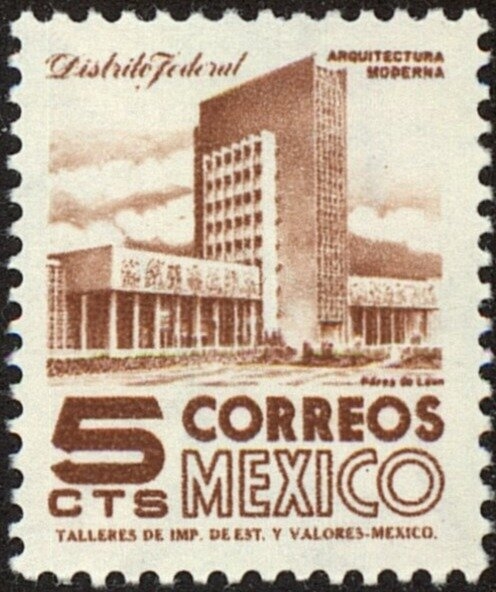 Distrito Federal
ARQUITECTURA
MODERNA
Pérez de León
5
CTS
CORREOS
MEXICO
TALLERES DE IMP. DE EST. Y VALORES-MEXICO.